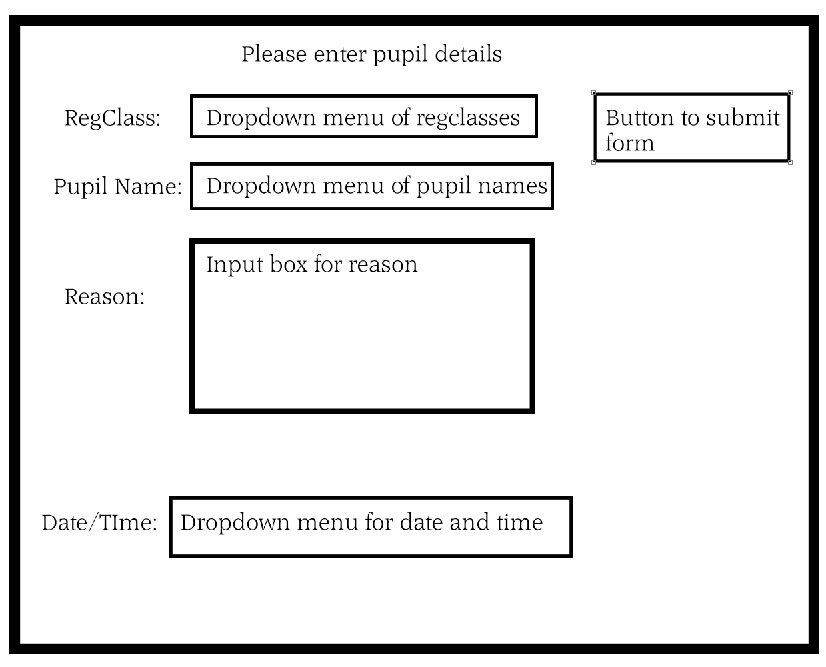 Please enter pupil details
RegClass:
Dropdown menu of regclasses
Button to submit
form
Pupil Name:
Dropdown menu of pupil names
Input box for reason
Reason:
Date/TIme:
Dropdown menu for date and time